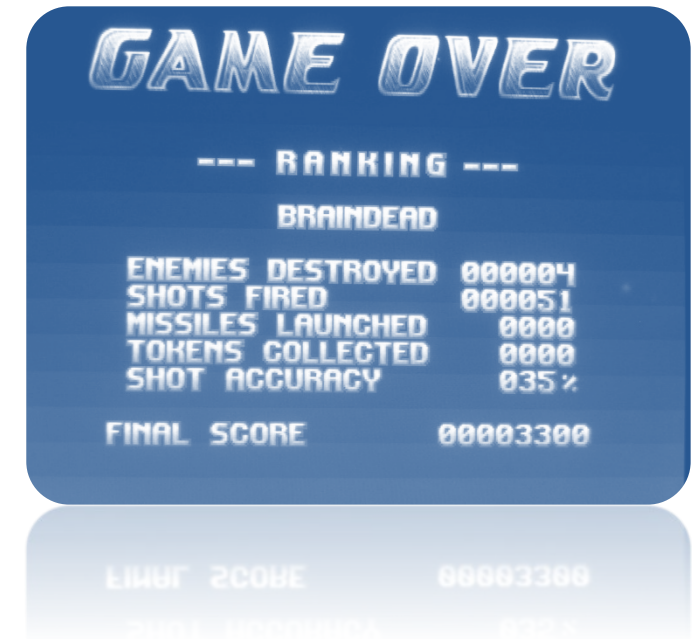 GAME OVER
--- RANKING ---
BRAINDEAD
ENEMIES DESTROYED 000004
SHOTS FIRED 000051
MISSILES LAUNCHED 0000
TOKENS COLLECTED 0000
SHOT ACCURACY 035%
FINAL SCORE 00003300